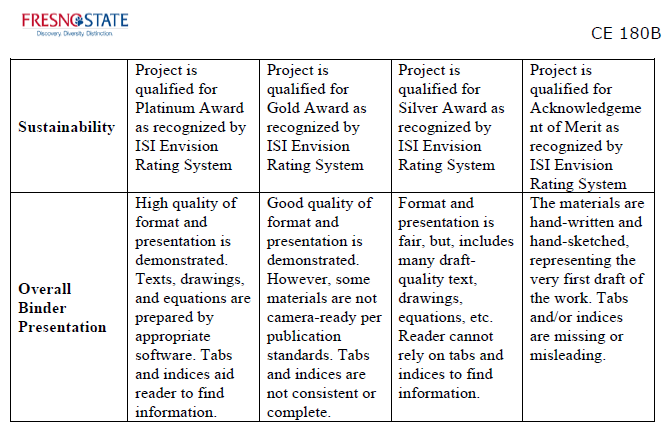 FRESNO STATE
Discovery. Diversity. Distinction.
CE 180B
Sustainability
Project is
qualified for
Platinum Award
as recognized by
ISI Envision
Rating System
Project is
qualified for
Gold Award as
recognized by
ISI Envision
Rating System
Project is
qualified for
Silver Award as
recognized by
ISI Envision
Rating System
Project is
qualified for
Acknowledgeme
nt of Merit as
recognized by
ISI Envision
Rating System
Overall
Binder
Presentation
High quality of
format and
presentation is
demonstrated.
Texts, drawings,
and equations are
prepared by
appropriate
software. Tabs
and indices aid
reader to find
information.
Good quality of
format and
presentation is
demonstrated.
However, some
materials are not
camera-ready per
publication
standards. Tabs
and indices are
not consistent or
complete.
Format and
presentation is
fair, but, includes
many draft-
quality text,
drawings,
equations, etc.
Reader cannot
rely on tabs and
indices to find
information.
The materials are
hand-written and
hand-sketched,
representing the
very first draft of
the work. Tabs
and/or indices
are missing or
misleading.